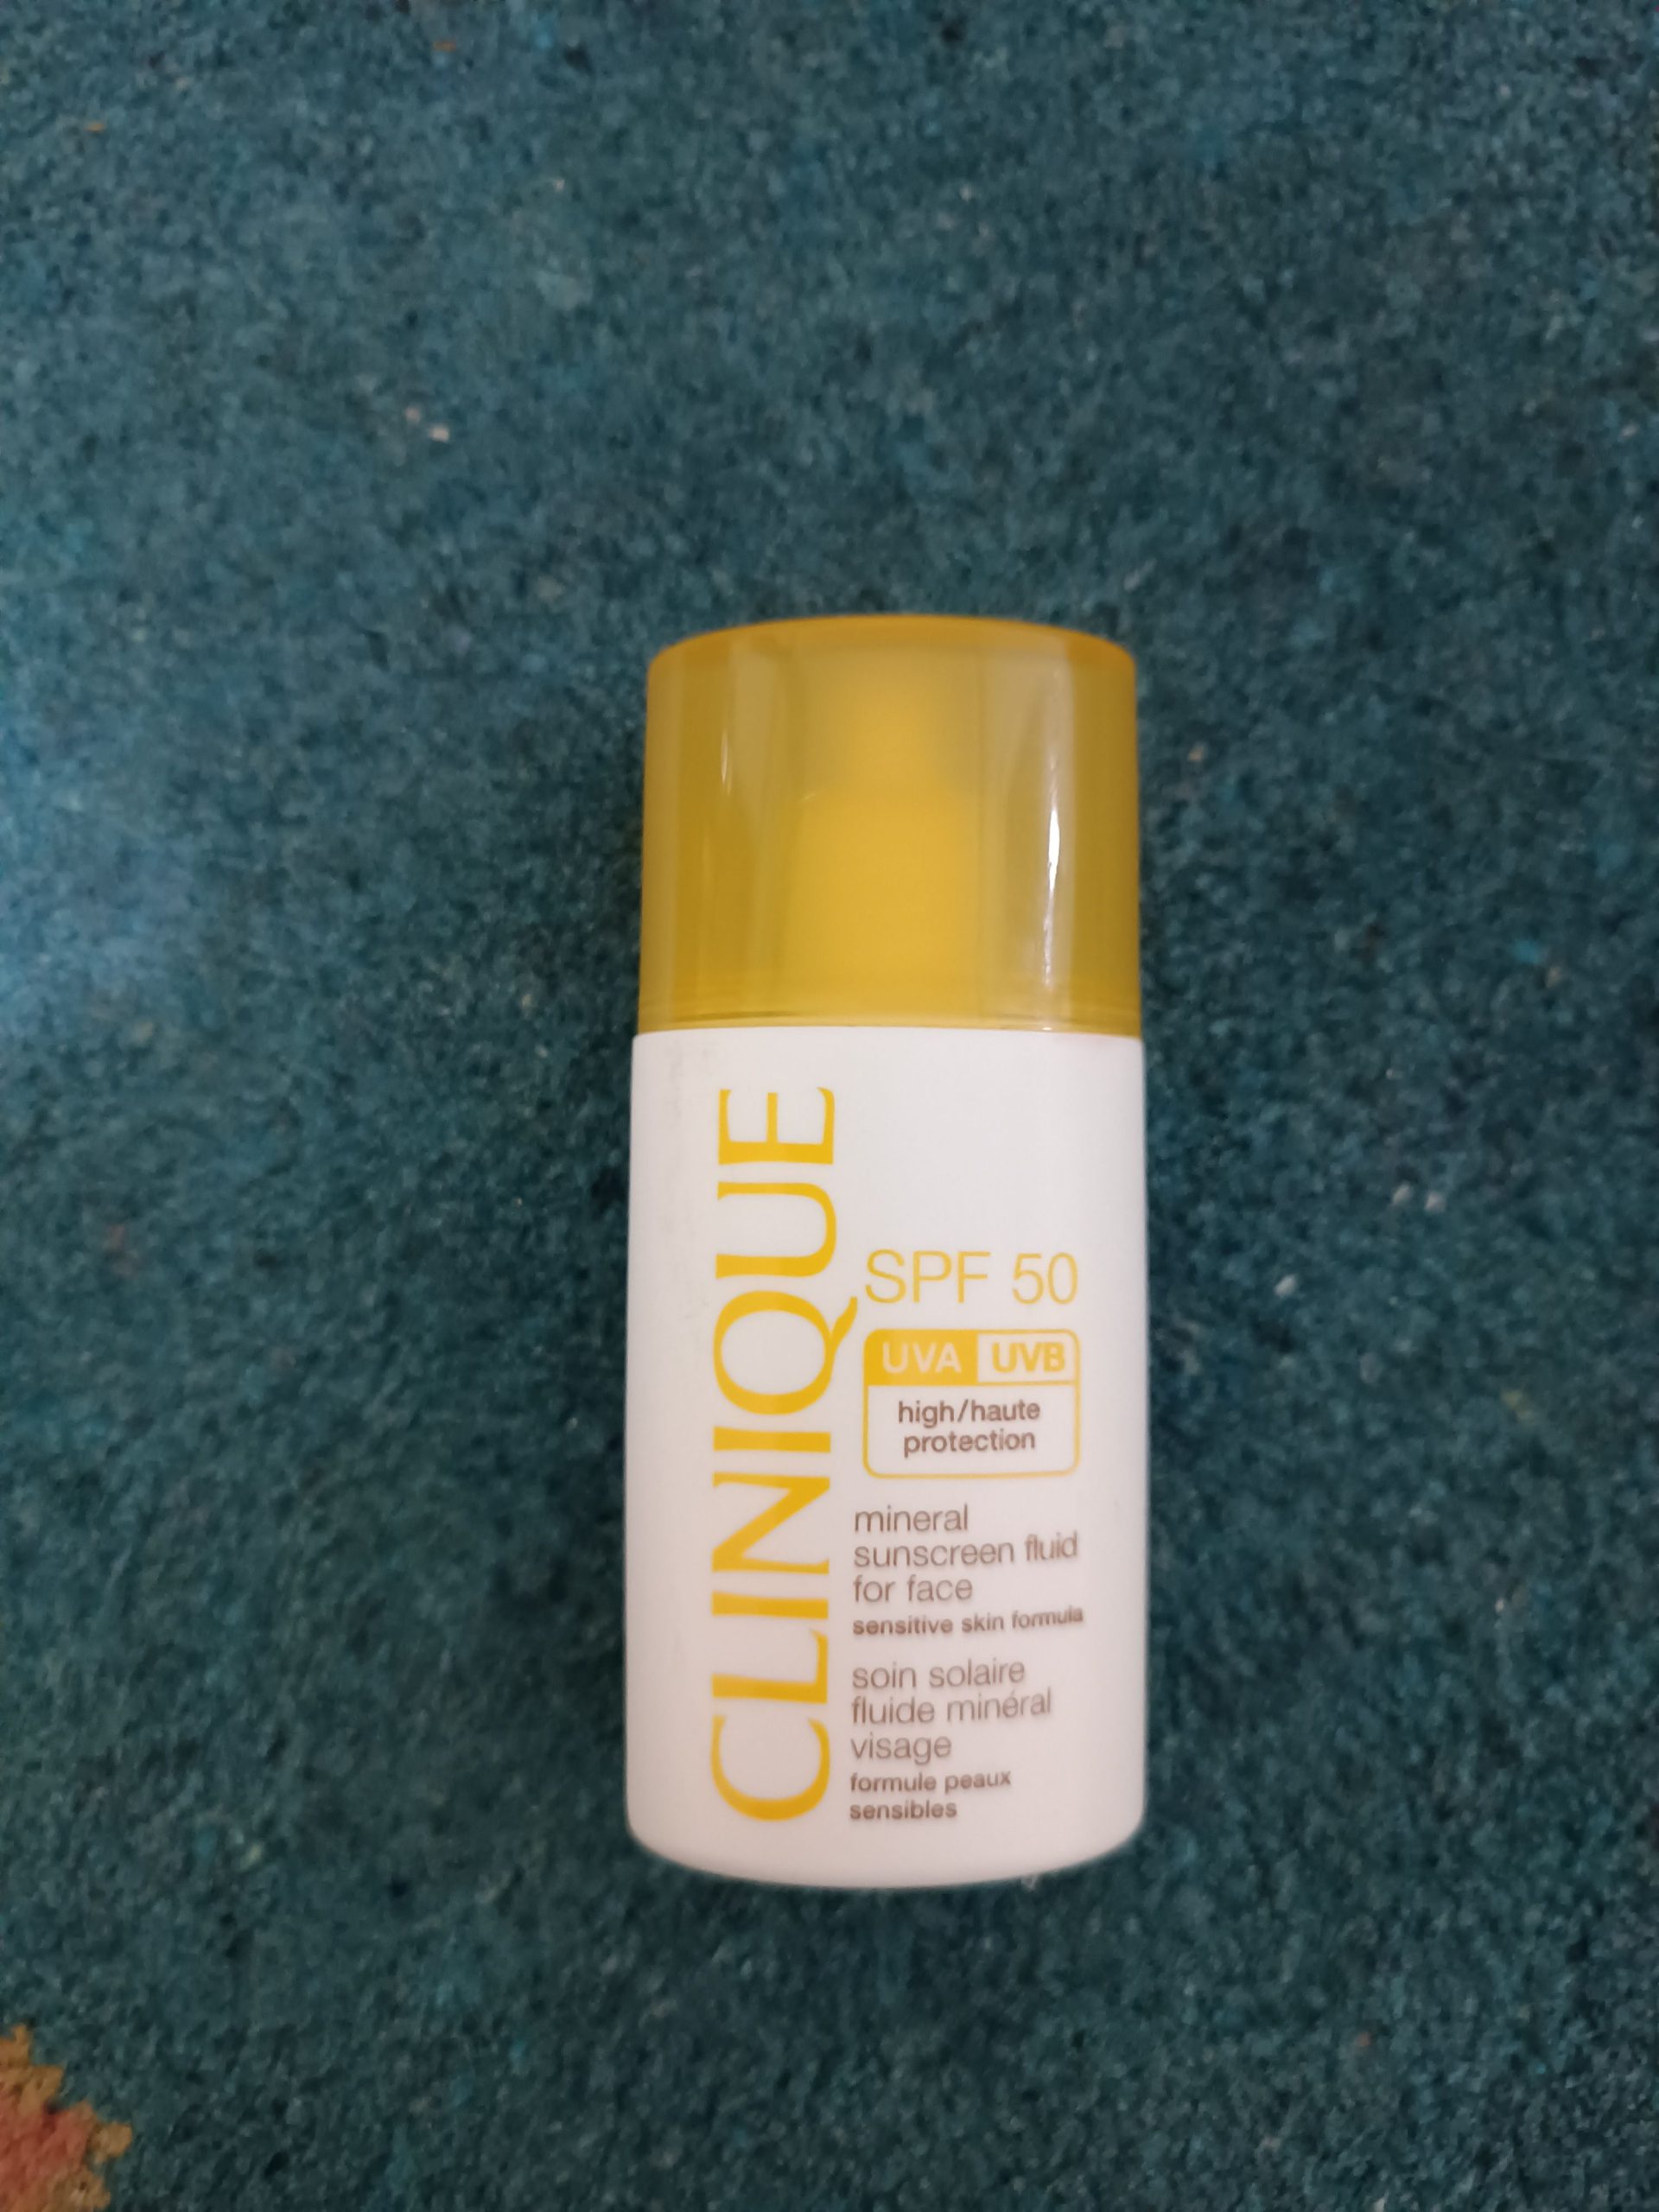 CLINIQUE
SPF 50
UVA UVB
high/haute
protection
mineral
sunscreen fluid
for face
sensitive skin formula
soin solaire
fluide minéral
visage
formule peaux
sensibles